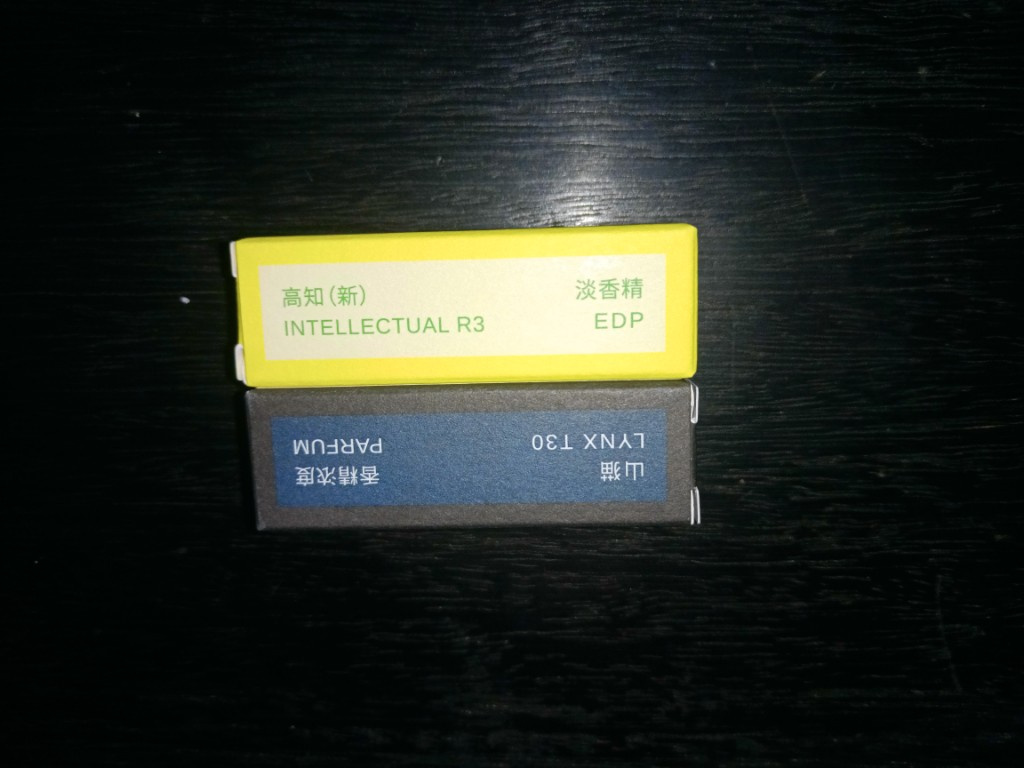 高知(新)
INTELLECTUAL R3
淡香精
EDP
山猫
LYNX T30
香精浓度
PARFUM